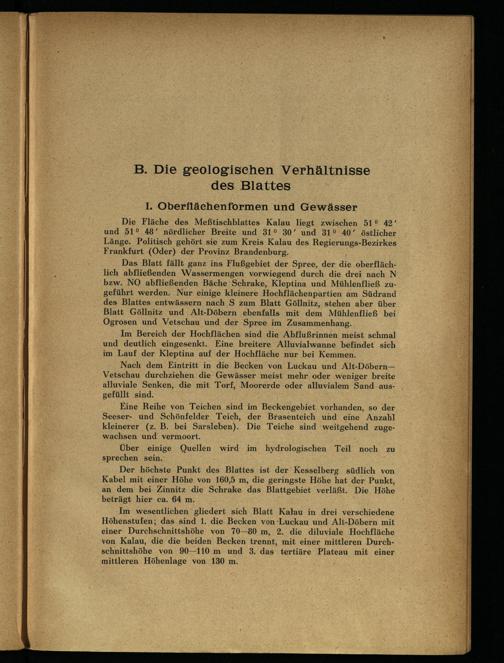 B. Die geologischen Verhältnisse
des Blattes
I. Oberflächenformen und Gewässer
Die Fläche des Meßtischblattes Kalau liegt zwischen 51° 42′
und 51° 48′ nördlicher Breite und 31° 30′ und 31° 40′ östlicher
Länge. Politisch gehört sie zum Kreis Kalau des Regierungs-Bezirkes
Frankfurt (Oder) der Provinz Brandenburg.
Das Blatt fällt ganz ins Flußgebiet der Spree, der die oberfläch-
lich abfließenden Wassermengen vorwiegend durch die drei nach N
bzw. NO abfließenden Bäche Schrake, Kleptina und Mühlenfließ zu-
geführt werden. Nur einige kleinere Hochflächenpartien am Südrand
des Blattes entwässern nach S zum Blatt Göllnitz, stehen aber über
Blatt Göllnitz und Alt-Döbern ebenfalls mit dem Mühlenfließ bei
Ogrosen und Vetschau und der Spree im Zusammenhang.
Im Bereich der Hochflächen sind die Abflußrinnen meist schmal
und deutlich eingesenkt. Eine breitere Alluvialwanne befindet sich
im Lauf der Kleptina auf der Hochfläche nur bei Kemmen.
Nach dem Eintritt in die Becken von Luckau und Alt-Döbern—
Vetschau durchziehen die Gewässer meist mehr oder weniger breite
alluviale Senken, die mit Torf, Moorerde oder alluvialem Sand aus-
gefüllt sind.
Eine Reihe von Teichen sind im Beckengebiet vorhanden, so der
Seeser- und Schönfelder Teich, der Brasenteich und eine Anzahl
kleinerer (z. B. bei Sarsleben). Die Teiche sind weitgehend zuge-
wachsen und vermoort.
Über einige Quellen wird im hydrologischen Teil noch zu
sprechen sein.
Der höchste Punkt des Blattes ist der Kesselberg südlich von
Kabel mit einer Höhe von 160,5 m, die geringste Höhe hat der Punkt,
an dem bei Zinnitz die Schrake das Blattgebiet verläßt. Die Höhe
beträgt hier ca. 64 m.
Im wesentlichen gliedert sich Blatt Kalau in drei verschiedene
Höhenstufen; das sind 1. die Becken von Luckau und Alt-Döbern mit
einer Durchschnittshöhe von 70—80 m, 2. die diluviale Hochfläche
von Kalau, die die beiden Becken trennt, mit einer mittleren Durch-
schnittshöhe von 90—110 m und 3. das tertiäre Plateau mit einer
mittleren Höhenlage von 130 m.